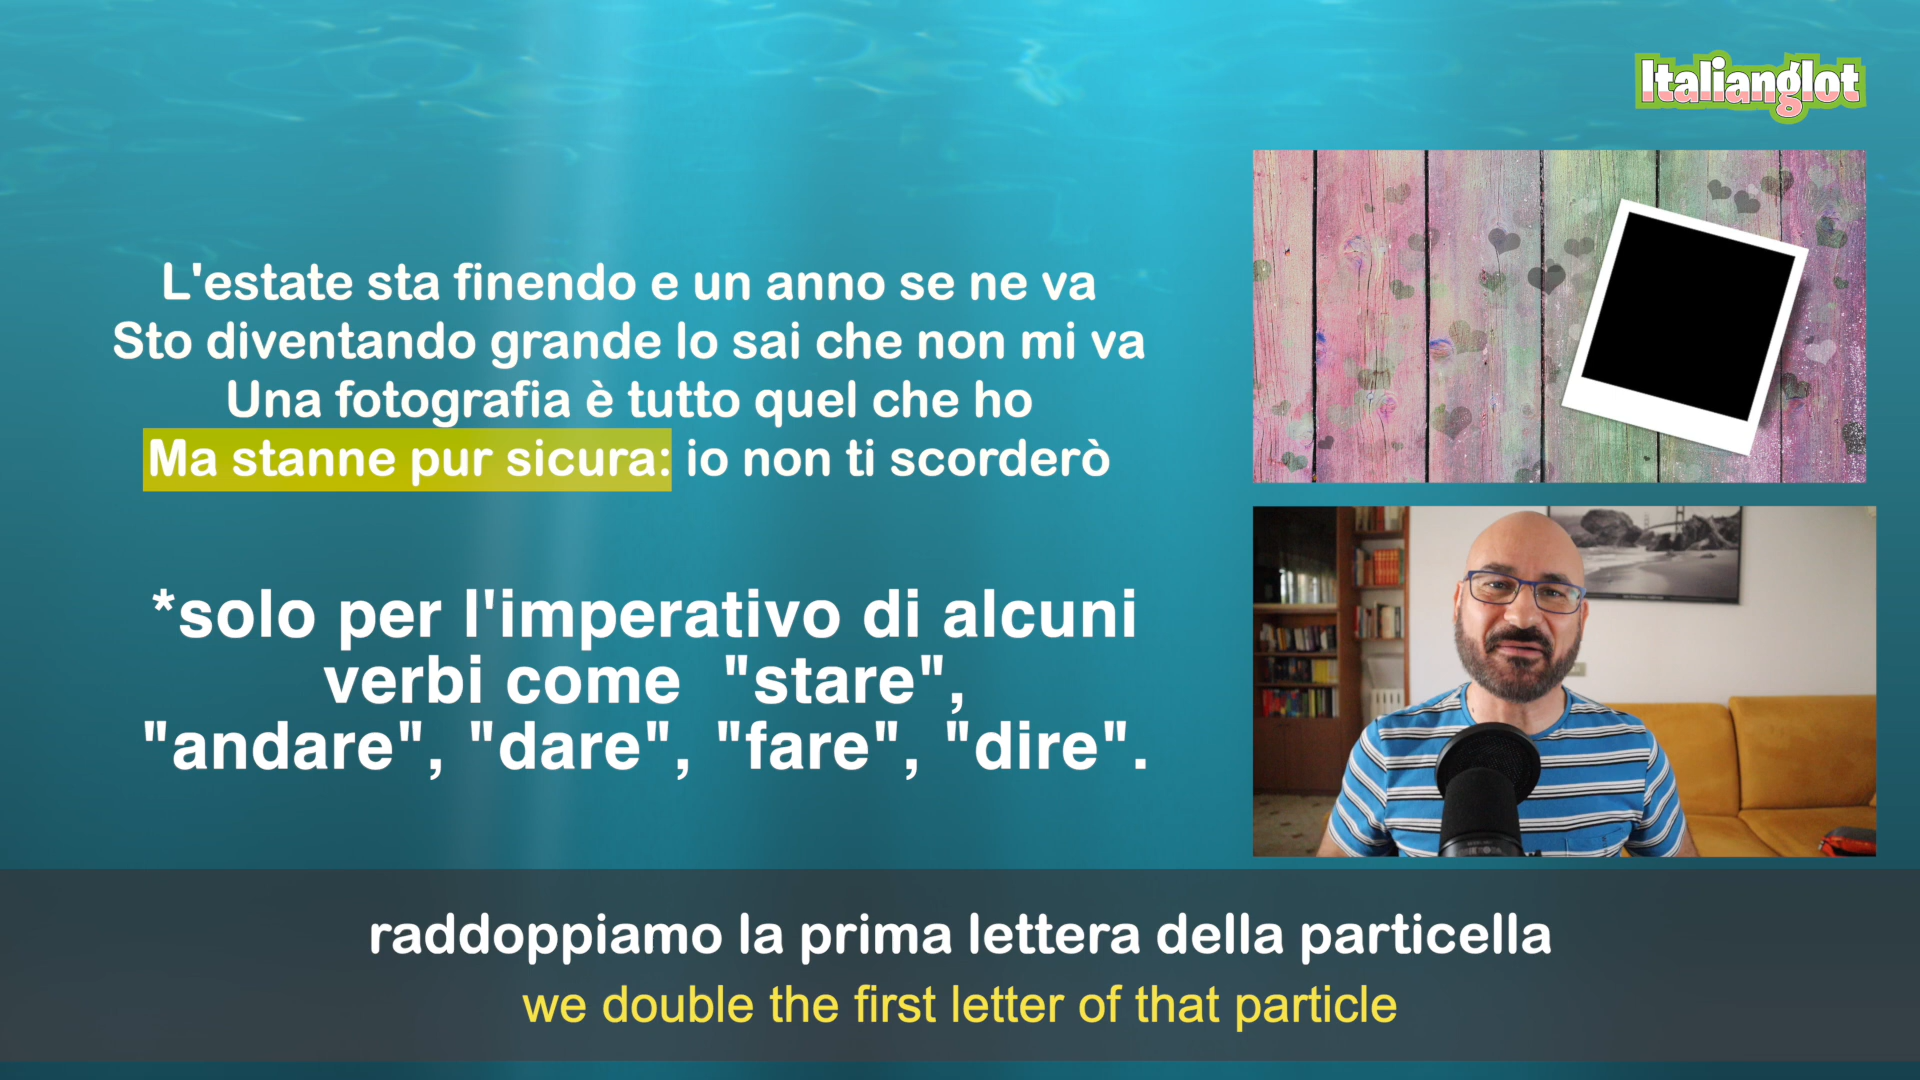 Italianglot
L'estate sta finendo e un anno se ne va
Sto diventando grande lo sai che non mi va
Una fotografia è tutto quel che ho
Ma stanne pur sicura: io non ti scorderò
*solo per l'imperativo di alcuni
verbi come "stare",
"andare", "dare", "fare", "dire".
raddoppiamo la prima lettera della particella
we double the first letter of that particle